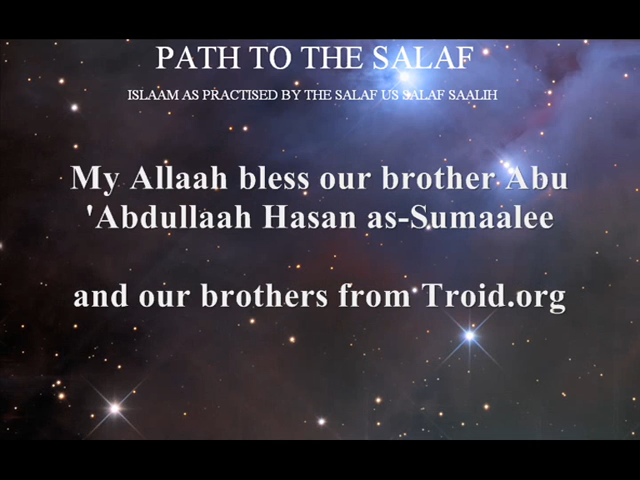 PATH TO THE SALAF
ISLAAM AS PRACTISED BY THE SALAF US SALAF SAALIH
My Allaah bless our brother Abu
'Abdullaah Hasan as-Sumaalee
and our brothers from Troid.org